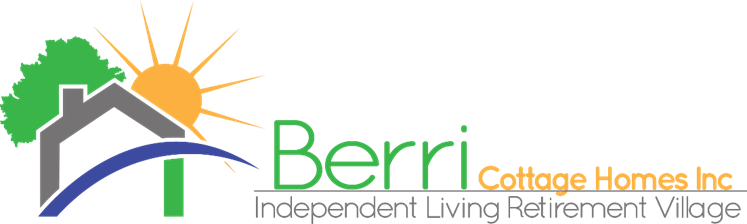 Berri Cottage Homes Inc
Independent Living Retirement Village